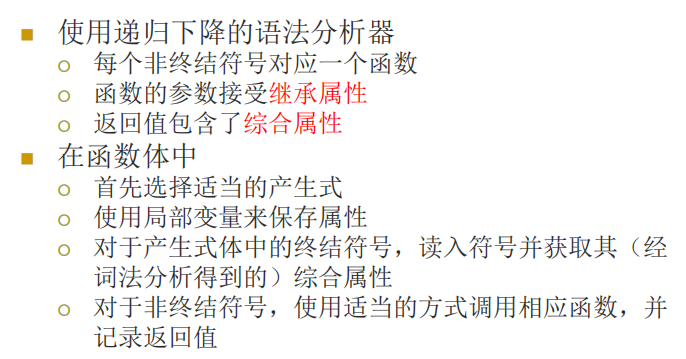 使用递归下降的语法分析器
每个非终结符号对应一个函数
函数的参数接受继承属性
返回值包含了综合属性
在函数体中
首先选择适当的产生式
使用局部变量来保存属性
对于产生式体中的终结符号，读入符号并获取其（经
词法分析得到的）综合属性
对于非终结符号，使用适当的方式调用相应函数，并
记录返回值